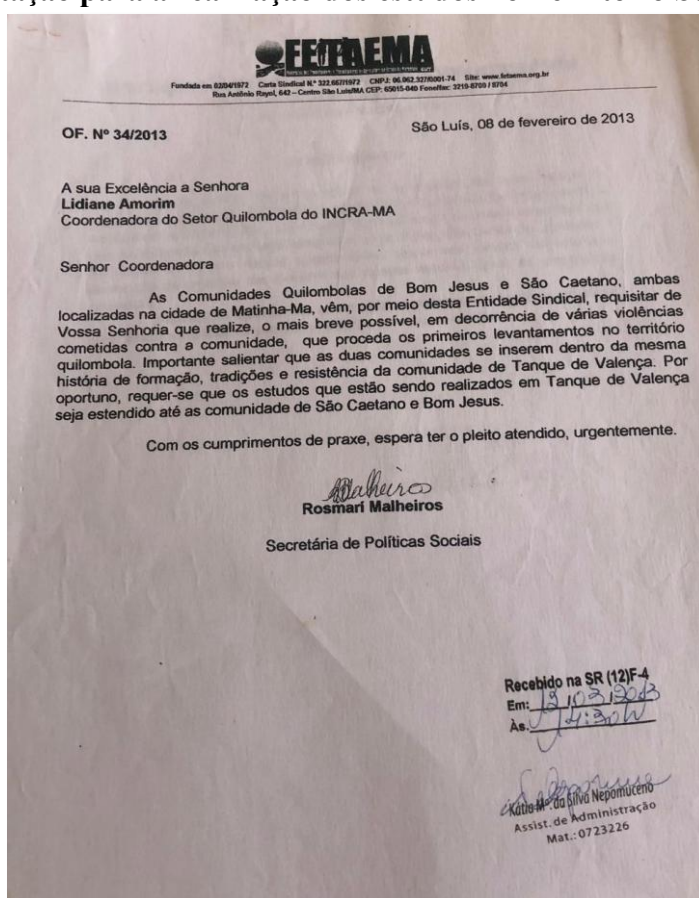 FETAEMA
Fundada em 02/04/1972 Carta Sindical N.º 322.667/1972 CNPJ: 06.062.327/0001-74 Site: www.fetaema.org.br
Rua Antônio Rayol, 642 – Centro São Luís/MA CEP: 65015-040 Fone/fax: 3219-8700 / 8704
OF. Nº 34/2013
São Luís, 08 de fevereiro de 2013
A sua Excelência a Senhora
Lidiane Amorim
Coordenadora do Setor Quilombola do INCRA-MA
Senhor Coordenadora
As Comunidades Quilombolas de Bom Jesus e São Caetano, ambas
localizadas na cidade de Matinha-Ma, vêm, por meio desta Entidade Sindical, requisitar de
Vossa Senhoria que realize, o mais breve possível, em decorrência de várias violências
cometidas contra a comunidade, que proceda os primeiros levantamentos no território
quilombola. Importante salientar que as duas comunidades se inserem dentro da mesma
história de formação, tradições e resistência da comunidade de Tanque de Valença. Por
oportuno, requer-se que os estudos que estão sendo realizados em Tanque de Valença
seja estendido até as comunidade de São Caetano e Bom Jesus.
Com os cumprimentos de praxe, espera ter o pleito atendido, urgentemente.
Malheiros
Rosmari Malheiros
Secretária de Políticas Sociais
Recebido na SR (12)F-4
Em:
Às. 14:30h
Kátia Mª. da Silva Nepomuceno
Assist. de Administração
Mat.: 0723226